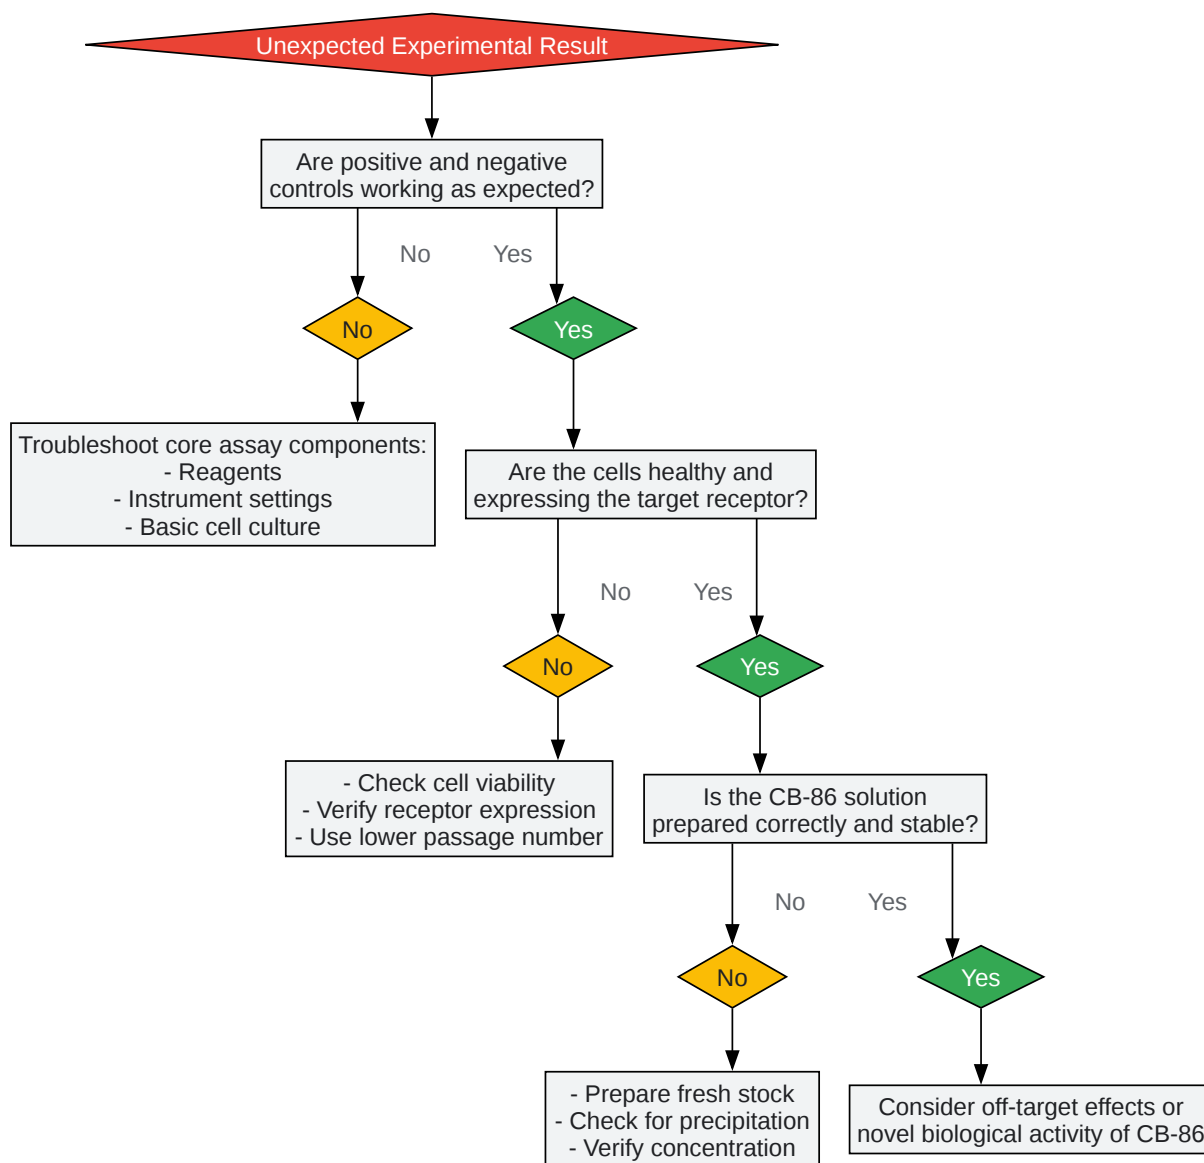 Unexpected Experimental Result
Are positive and negative
controls working as expected?
No
Yes
No
Yes
Troubleshoot core assay components:
- Reagents
- Instrument settings
- Basic cell culture
Are the cells healthy and
expressing the target receptor?
No
Yes
No
Yes
- Check cell viability
- Verify receptor expression
- Use lower passage number
Is the CB-86 solution
prepared correctly and stable?
No
Yes
No
Yes
- Prepare fresh stock
- Check for precipitation
- Verify concentration
Consider off-target effects or
novel biological activity of CB-86